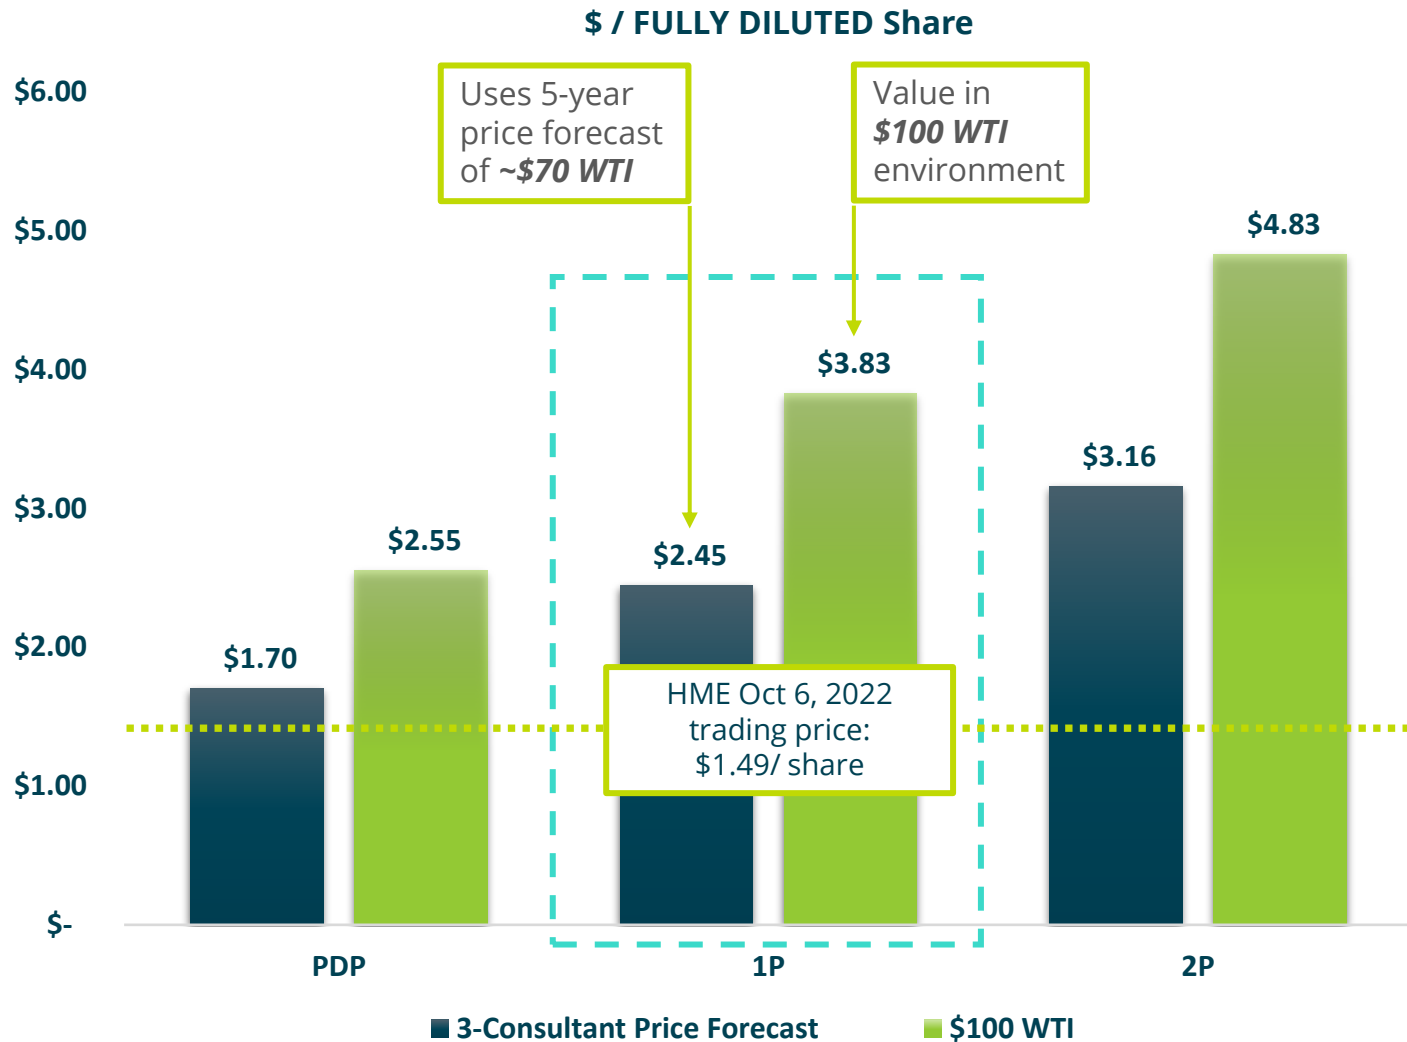 $ / FULLY DILUTED Share
$6.00
$5.00
$4.00
$3.00
$2.00
$1.00
$-
Uses 5-year
price forecast
of ~$70 WTI
Value in
$100 WTI
environment
$1.70
$2.55
$2.45
$3.83
$3.16
$4.83
HME Oct 6, 2022
trading price:
$1.49/ share
PDP
1P
2P
3-Consultant Price Forecast
$100 WTI